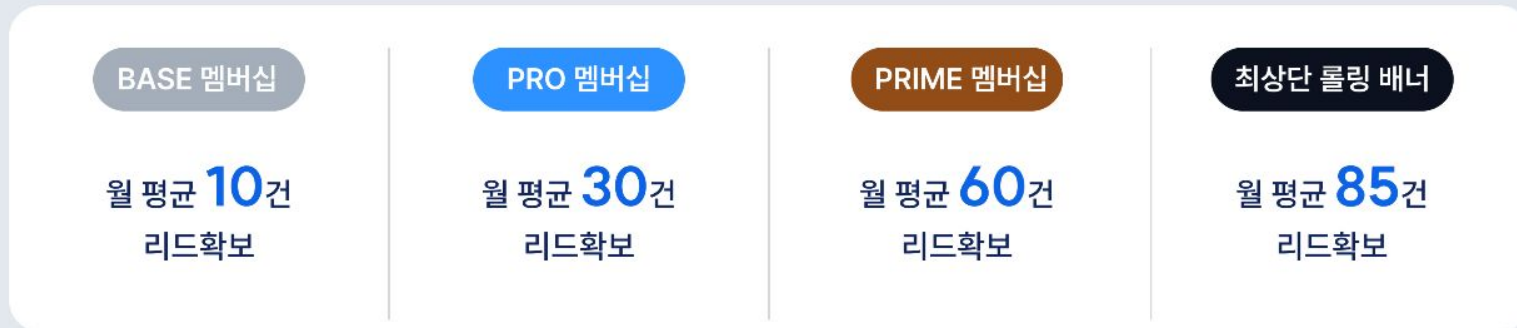 BASE 멤버십
월 평균 10건
리드확보
PRO 멤버십
월 평균 30건
리드확보
PRIME 멤버십
월 평균 60건
리드확보
최상단 롤링 배너
월 평균 85건
리드확보